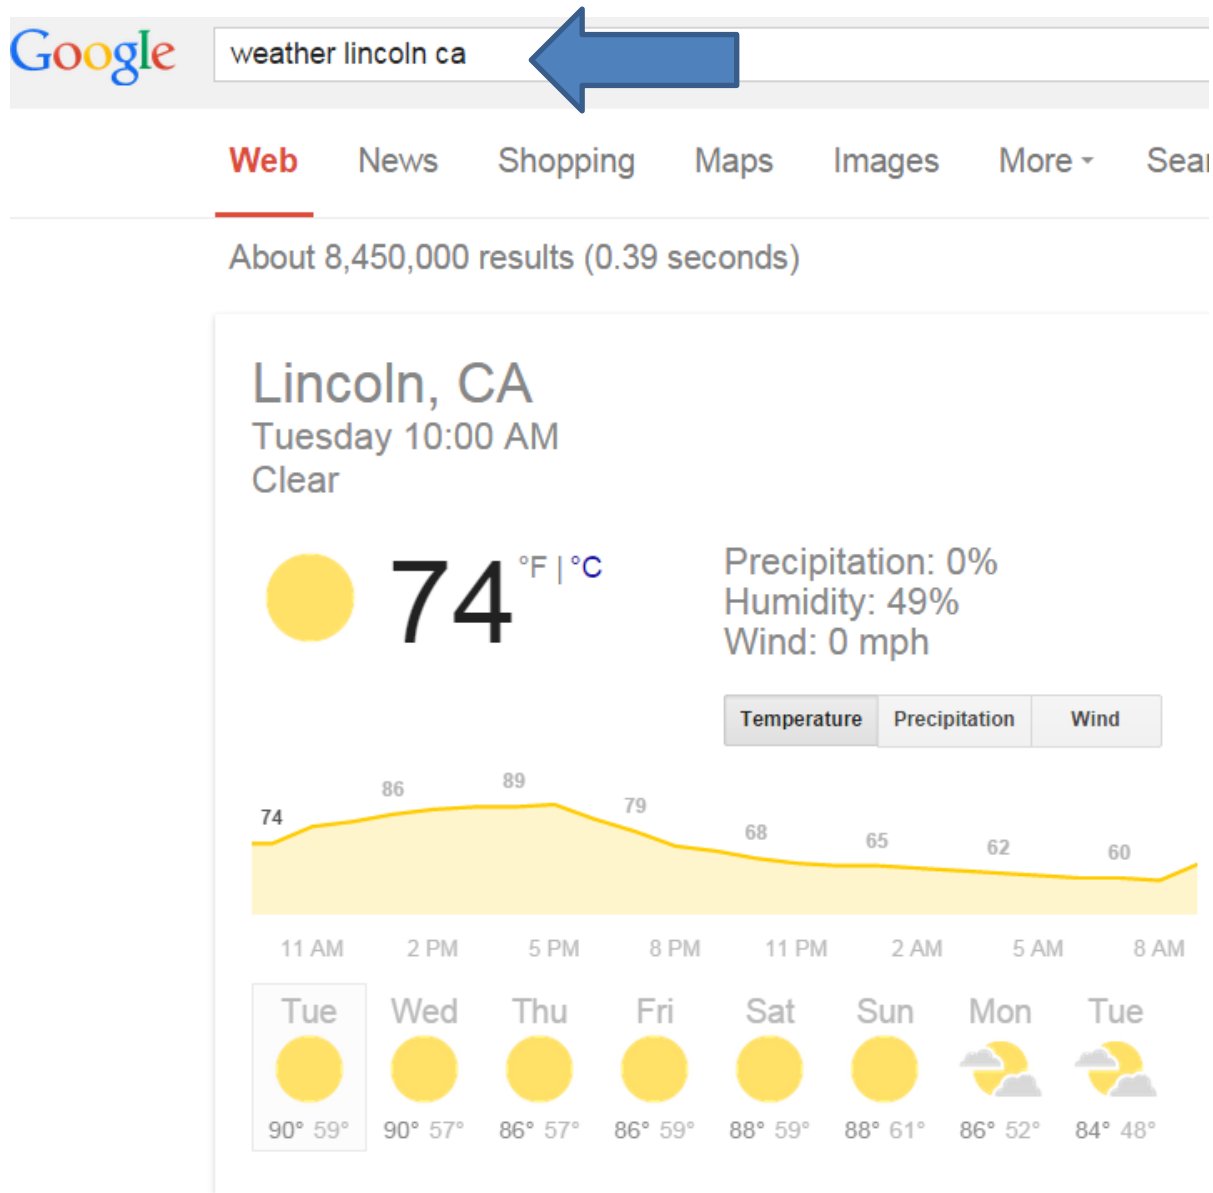 Google weather lincoln ca
Web News Shopping Maps Images More Sear
About 8,450,000 results (0.39 seconds)
Lincoln, CA
Tuesday 10:00 AM
Clear
74 °F | °C
Precipitation: 0%
Humidity: 49%
Wind: 0 mph
Temperature Precipitation Wind
74 86 89 79 68 65 62 60
11 AM 2 PM 5 PM 8 PM 11 PM 2 AM 5 AM 8 AM
Tue Wed Thu Fri Sat Sun Mon Tue
90° 59° 90° 57° 86° 57° 86° 59° 88° 59° 88° 61° 86° 52° 84° 48°